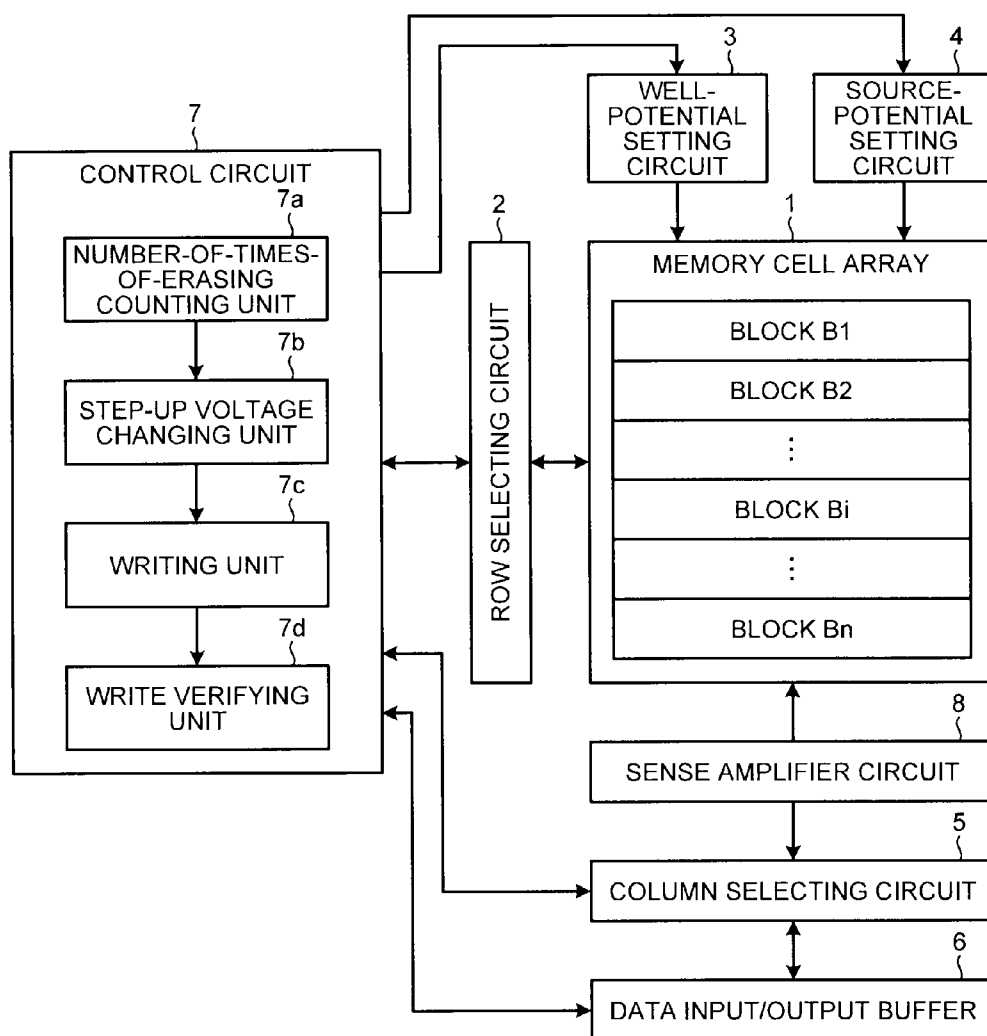 3
4
WELL-
POTENTIAL
SETTING
CIRCUIT
SOURCE-
POTENTIAL
SETTING
CIRCUIT
7
CONTROL CIRCUIT
7a
NUMBER-OF-TIMES-
OF-ERASING
COUNTING UNIT
7b
STEP-UP VOLTAGE
CHANGING UNIT
7c
WRITING UNIT
7d
WRITE VERIFYING
UNIT
2
ROW SELECTING CIRCUIT
1
MEMORY CELL ARRAY
BLOCK B1
BLOCK B2
⋮
BLOCK Bi
⋮
BLOCK Bn
8
SENSE AMPLIFIER CIRCUIT
5
COLUMN SELECTING CIRCUIT
6
DATA INPUT/OUTPUT BUFFER